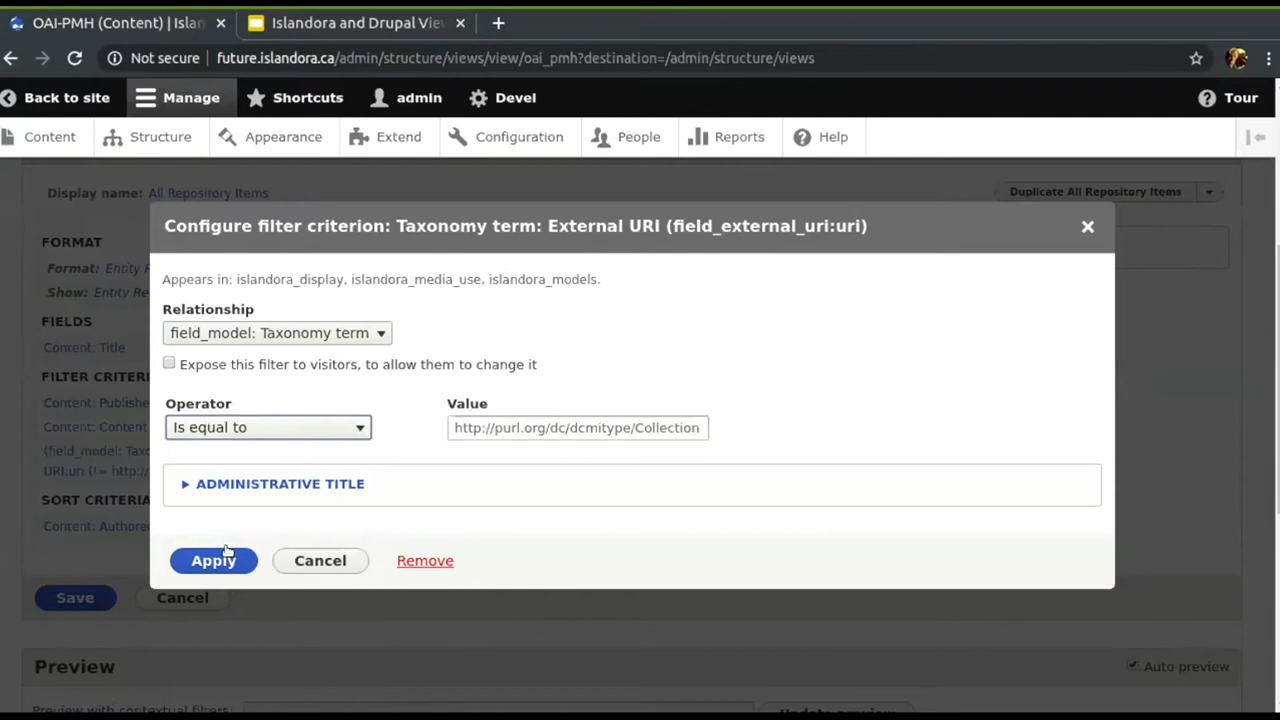 OAI-PMH (Content) | Islan
Islandora and Drupal Vie
Not secure
future.islandora.ca/admin/structure/views/view/oai_pmh?destination=/admin/structure/views
Back to site
Manage
Shortcuts
admin
Devel
Tour
Content
Structure
Appearance
Extend
Configuration
People
Reports
Help
Display name: All Repository Items
Duplicate All Repository Items
Configure filter criterion: Taxonomy term: External URI (field_external_uri:uri)
FORMAT
Format: Entity Re
Show: Entity Re
FIELDS
Content: Title
FILTER CRITERI
Content: Publishe
Content: Content
(field_model: Tax
URI:uri (!= http:/
SORT CRITERIA
Content: Authore
Appears in: islandora_display, islandora_media_use, islandora_models.
Relationship
field_model: Taxonomy term
Expose this filter to visitors, to allow them to change it
Operator
Value
Is equal to
http://purl.org/dc/dcmitype/Collection
ADMINISTRATIVE TITLE
Apply
Cancel
Remove
Save
Cancel
Preview
Auto preview
Preview with contextual filters:
Update preview